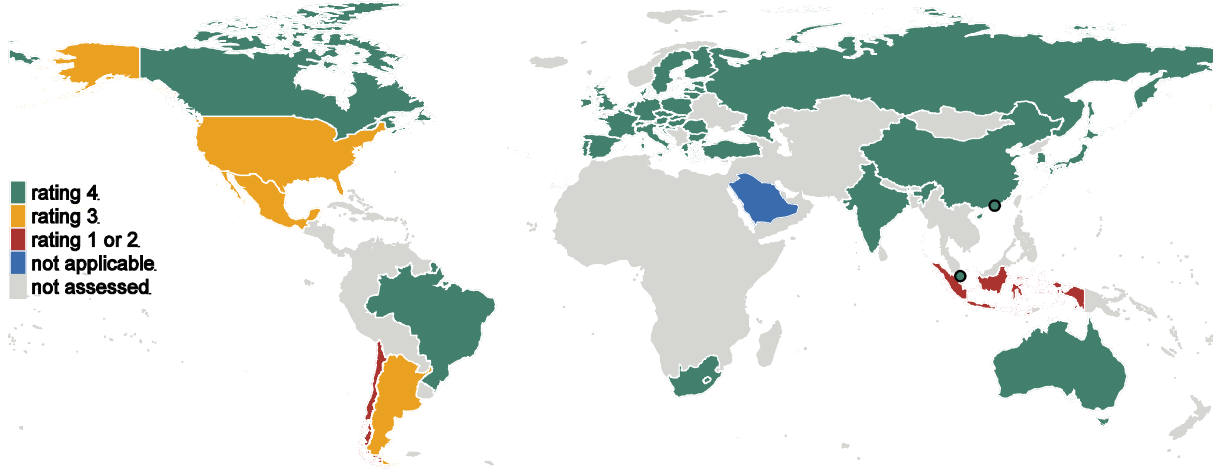 rating 4.
rating 3.
rating 1 or 2.
not applicable.
not assessed.